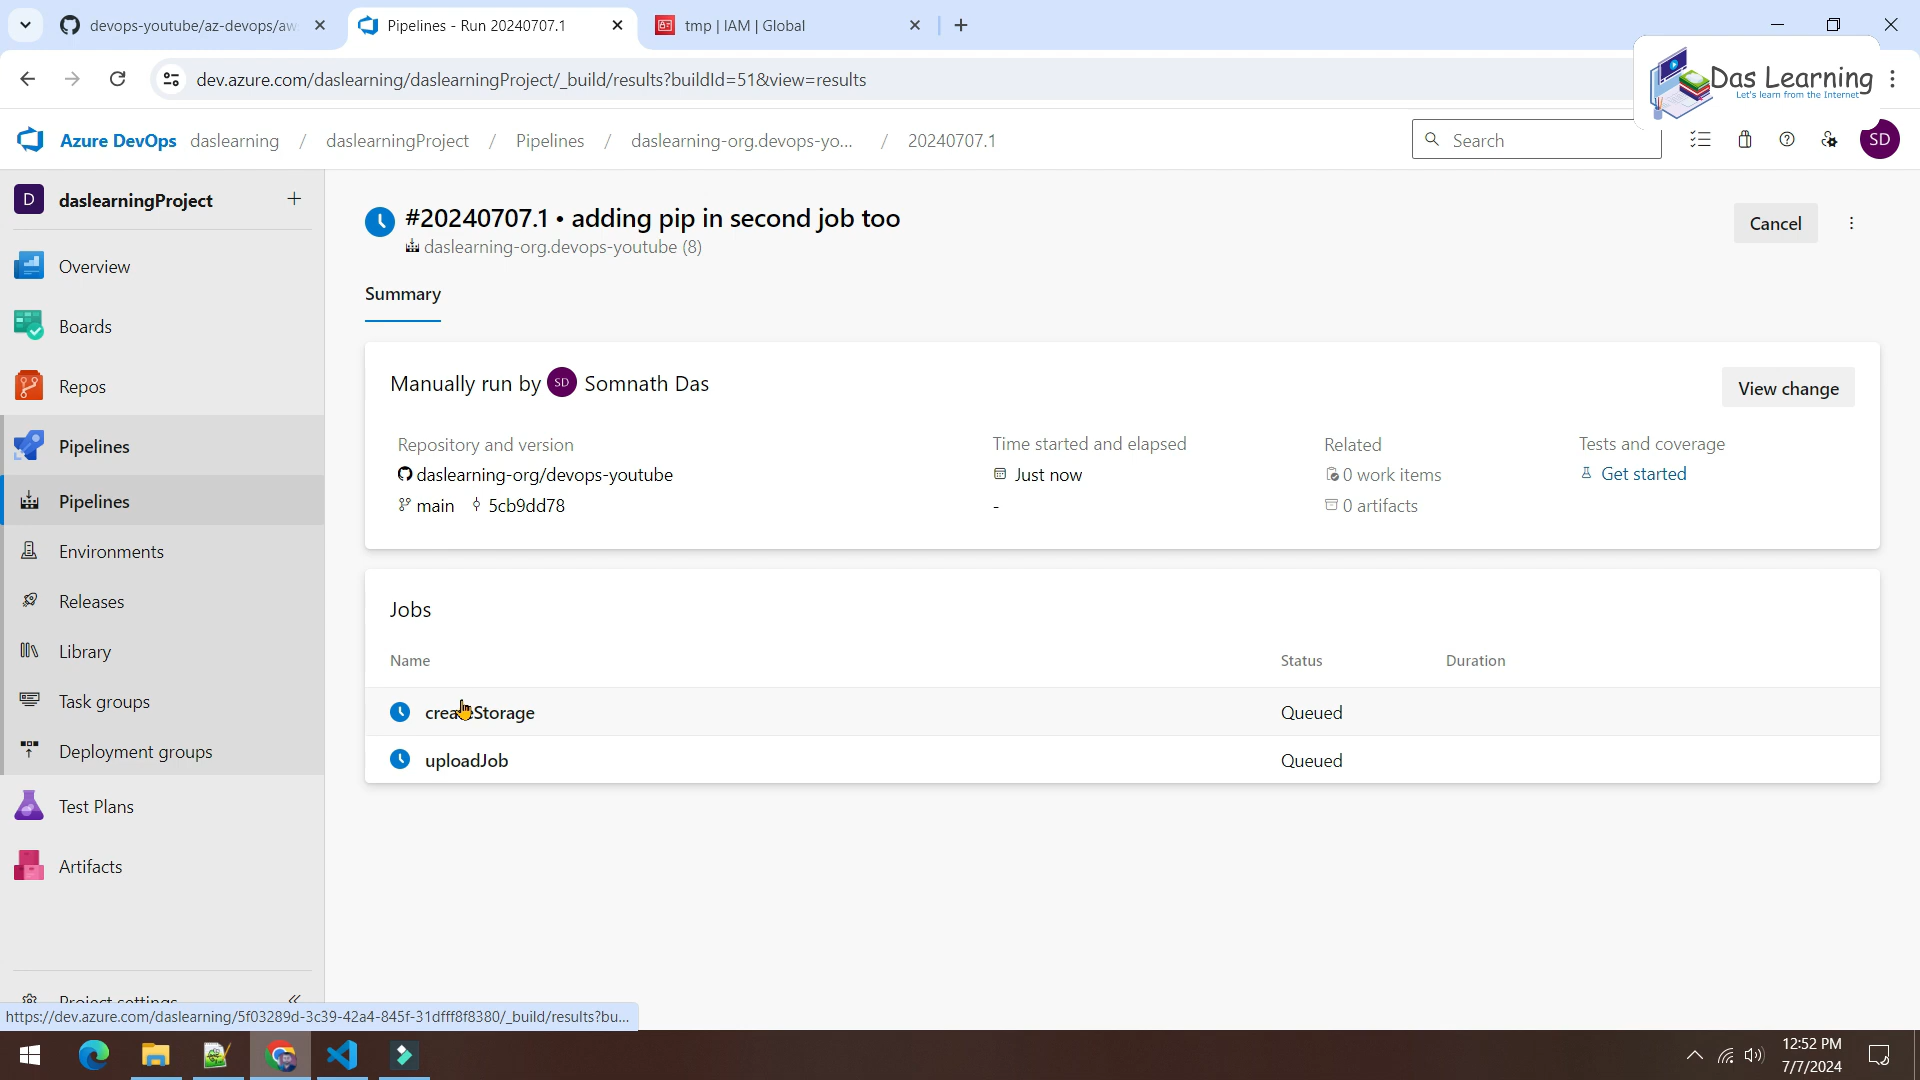 devops-youtube/az-devops/aw
Pipelines - Run 20240707.1
tmp | IAM | Global
dev.azure.com/daslearning/daslearningProject/_build/results?buildId=51&view=results
Das Learning
Let's learn from the Internet
Azure DevOps daslearning / daslearningProject / Pipelines / daslearning-org.devops-yo... / 20240707.1
Search
SD
D daslearningProject
Overview
Boards
Repos
Pipelines
Pipelines
Environments
Releases
Library
Task groups
Deployment groups
Test Plans
Artifacts
Project settings
#20240707.1 • adding pip in second job too
daslearning-org.devops-youtube (8)
Cancel
Summary
Manually run by SD Somnath Das
View change
Repository and version
daslearning-org/devops-youtube
main 5cb9dd78
Time started and elapsed
Just now
-
Related
0 work items
0 artifacts
Tests and coverage
Get started
Jobs
Name Status Duration
createStorage Queued
uploadJob Queued
https://dev.azure.com/daslearning/5f03289d-3c39-42a4-845f-31dfff8f8380/_build/results?bu...
12:52 PM
7/7/2024